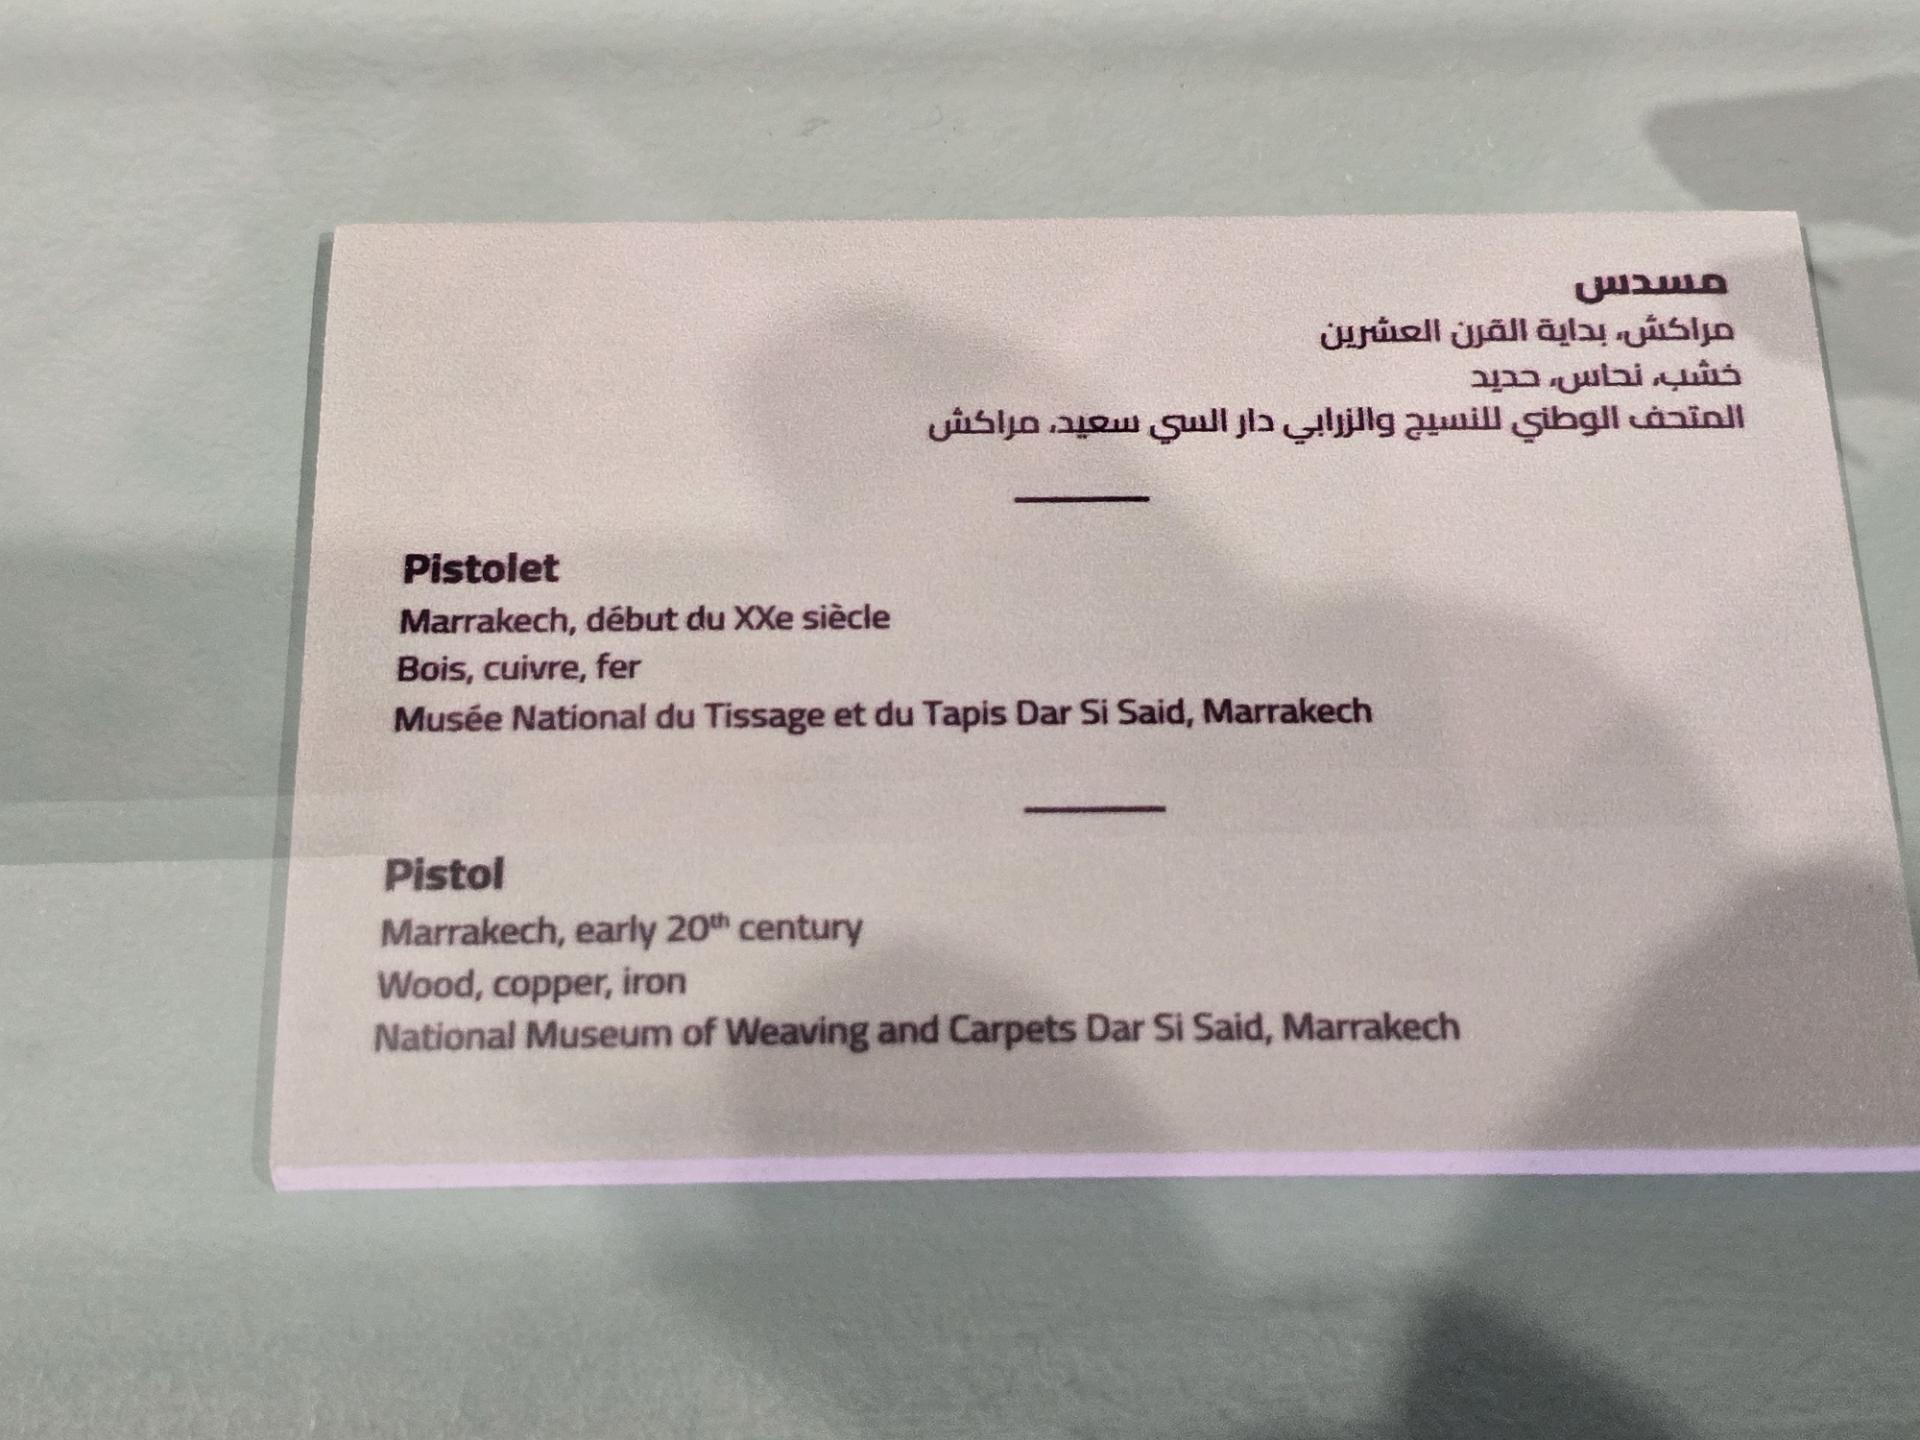 مسدس
مراكش، بداية القرن العشرين
خشب، نحاس، حديد
المتحف الوطني للنسيج والزرابي دار السي سعيد، مراكش
Pistolet
Marrakech, début du XXe siècle
Bois, cuivre, fer
Musée National du Tissage et du Tapis Dar Si Said, Marrakech
Pistol
Marrakech, early 20th century
Wood, copper, iron
National Museum of Weaving and Carpets Dar Si Said, Marrakech